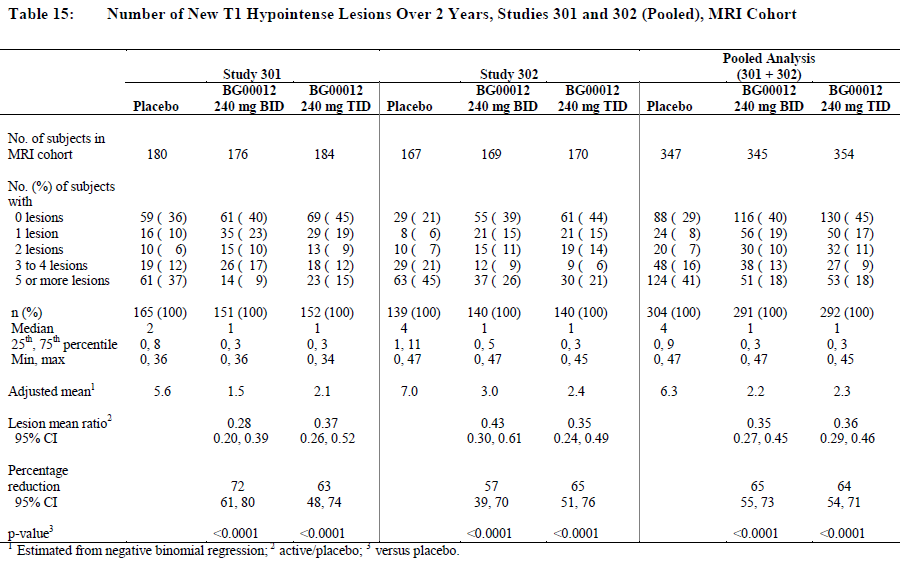 Table 15: Number of New T1 Hypointense Lesions Over 2 Years, Studies 301 and 302 (Pooled), MRI Cohort
Study 301 Study 302 Pooled Analysis (301 + 302)
Placebo BG00012 240 mg BID BG00012 240 mg TID Placebo BG00012 240 mg BID BG00012 240 mg TID Placebo BG00012 240 mg BID BG00012 240 mg TID
No. of subjects in
MRI cohort 180 176 184 167 169 170 347 345 354
No. (%) of subjects
with
0 lesions 59 ( 36) 61 ( 40) 69 ( 45) 29 ( 21) 55 ( 39) 61 ( 44) 88 ( 29) 116 ( 40) 130 ( 45)
1 lesion 16 ( 10) 35 ( 23) 29 ( 19) 8 ( 6) 21 ( 15) 21 ( 15) 24 ( 8) 56 ( 19) 50 ( 17)
2 lesions 10 ( 6) 15 ( 10) 13 ( 9) 10 ( 7) 15 ( 11) 19 ( 14) 20 ( 7) 30 ( 10) 32 ( 11)
3 to 4 lesions 19 ( 12) 26 ( 17) 18 ( 12) 29 ( 21) 12 ( 9) 9 ( 6) 48 ( 16) 38 ( 13) 27 ( 9)
5 or more lesions 61 ( 37) 14 ( 9) 23 ( 15) 63 ( 45) 37 ( 26) 30 ( 21) 124 ( 41) 51 ( 18) 53 ( 18)
n (%) 165 (100) 151 (100) 152 (100) 139 (100) 140 (100) 140 (100) 304 (100) 291 (100) 292 (100)
Median 2 1 1 4 1 1 4 1 1
25th, 75th percentile 0, 8 0, 3 0, 3 1, 11 0, 5 0, 3 0, 9 0, 3 0, 3
Min, max 0, 36 0, 36 0, 34 0, 47 0, 47 0, 45 0, 47 0, 47 0, 45
Adjusted mean1 5.6 1.5 2.1 7.0 3.0 2.4 6.3 2.2 2.3
Lesion mean ratio2 0.28 0.37 0.43 0.35 0.35 0.36
95% CI 0.20, 0.39 0.26, 0.52 0.30, 0.61 0.24, 0.49 0.27, 0.45 0.29, 0.46
Percentage
reduction 72 63 57 65 65 64
95% CI 61, 80 48, 74 39, 70 51, 76 55, 73 54, 71
p-value3 <0.0001 <0.0001 <0.0001 <0.0001 <0.0001 <0.0001
1 Estimated from negative binomial regression; 2 active/placebo; 3 versus placebo.